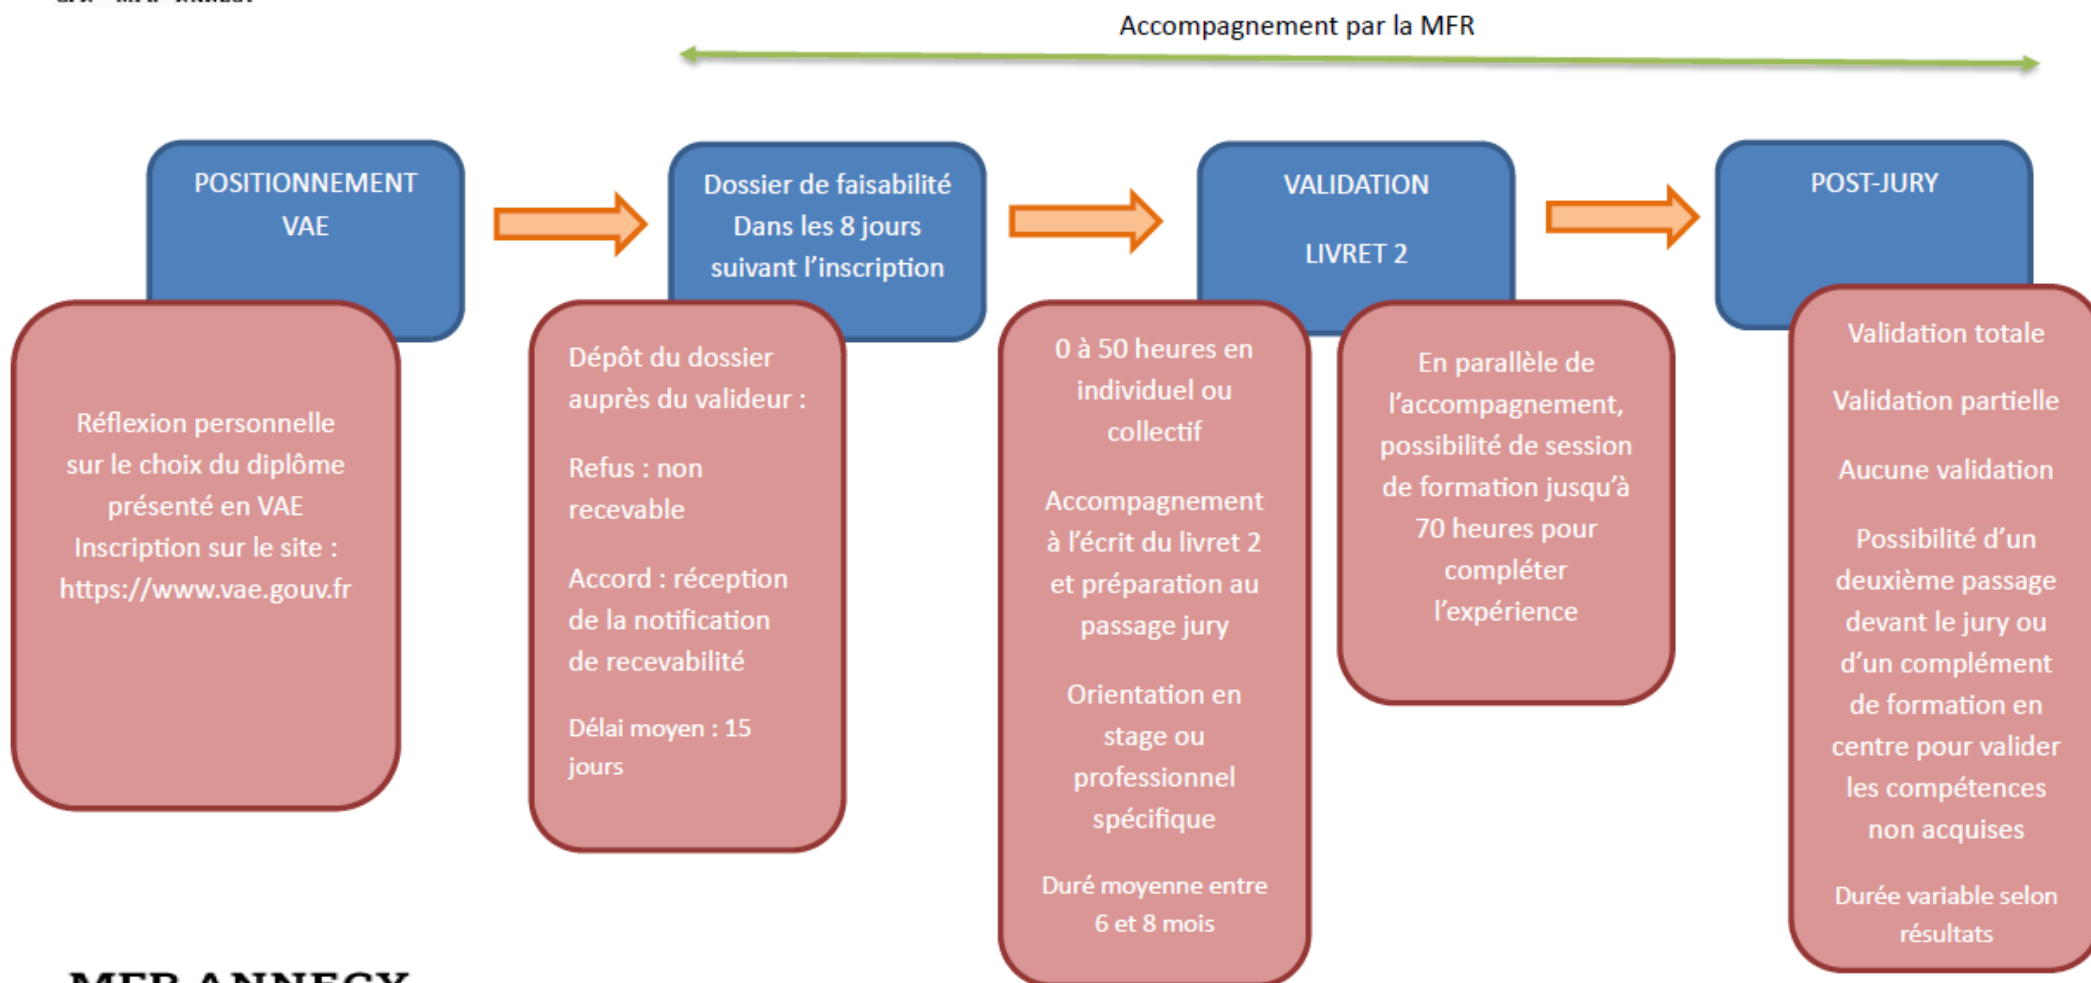 CFA - MFR ANNECY
Accompagnement par la MFR
POSITIONNEMENT
VAE
Réflexion personnelle
sur le choix du diplôme
présenté en VAE
Inscription sur le site :
https://www.vae.gouv.fr
Dossier de faisabilité
Dans les 8 jours
suivant l’inscription
Dépôt du dossier
auprès du valideur :
Refus : non
recevable
Accord : réception
de la notification
de recevabilité
Délai moyen : 15
jours
VALIDATION
LIVRET 2
0 à 50 heures en
individuel ou
collectif
Accompagnement
à l’écrit du livret 2
et préparation au
passage jury
Orientation en
stage ou
professionnel
spécifique
Duré moyenne entre
6 et 8 mois
En parallèle de
l’accompagnement,
possibilité de session
de formation jusqu’à
70 heures pour
compléter
l’expérience
POST-JURY
Validation totale
Validation partielle
Aucune validation
Possibilité d’un
deuxième passage
devant le jury ou
d’un complément
de formation en
centre pour valider
les compétences
non acquises
Durée variable selon
résultats
MFR ANNECY